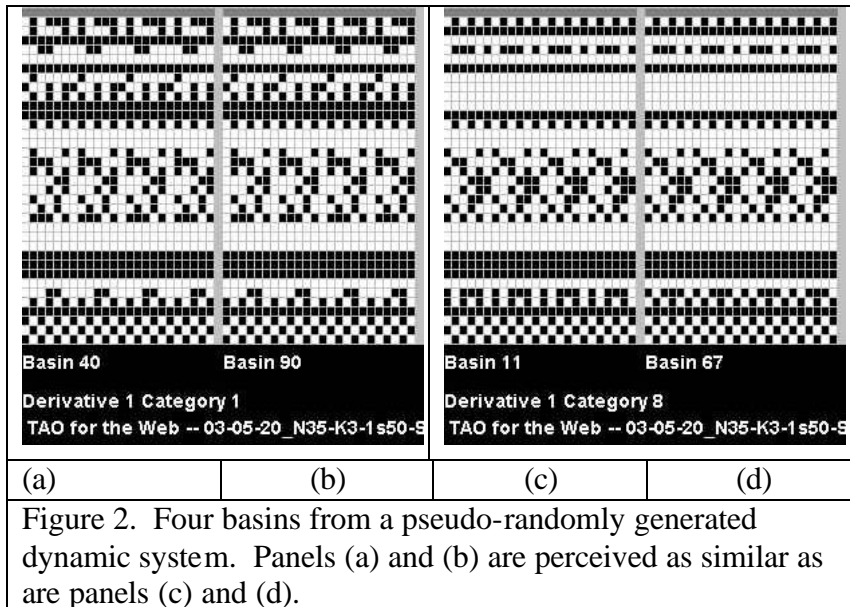 Basin 40 Basin 90 Basin 11 Basin 67
Derivative 1 Category 1 Derivative 1 Category 8
TAO for the Web -- 03-05-20_N35-K3-1s50-S TAO for the Web -- 03-05-20_N35-K3-1s50-S
(a) (b) (c) (d)
Figure 2. Four basins from a pseudo-randomly generated
dynamic system. Panels (a) and (b) are perceived as similar as
are panels (c) and (d).